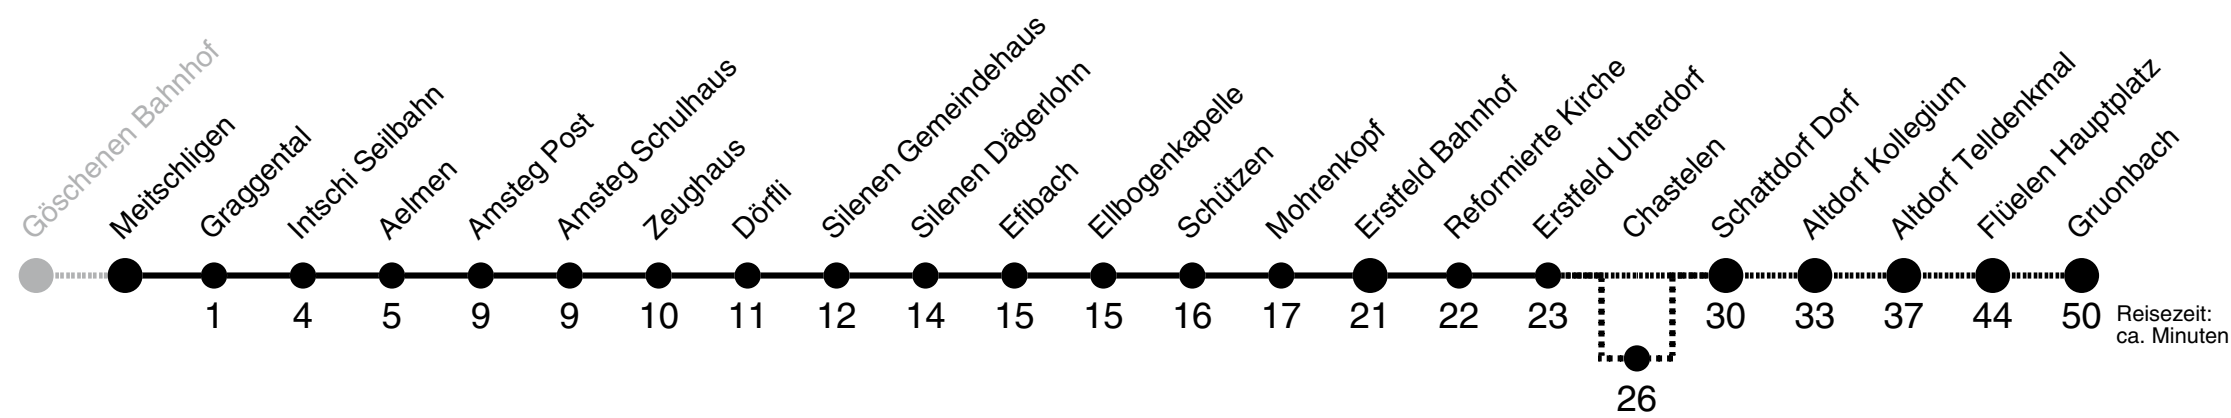 Göschenen Bahnhof
Meitschligen
Graggental
Intschi Seilbahn
Aelmen
Amsteg Post
Amsteg Schulhaus
Zeughaus
Dörfli
Silenen Gemeindehaus
Silenen Dägerlohn
Efibach
Ellbogenkapelle
Schützen
Mohrenkopf
Erstfeld Bahnhof
Reformierte Kirche
Erstfeld Unterdorf
Chastelen
Schattdorf Dorf
Altdorf Kollegium
Altdorf Telldenkmal
Flüelen Hauptplatz
Gruonbach
1 4 5 9 9 10 11 12 14 15 15 16 17 21 22 23 30 33 37 44 50
Reisezeit:
ca. Minuten
26